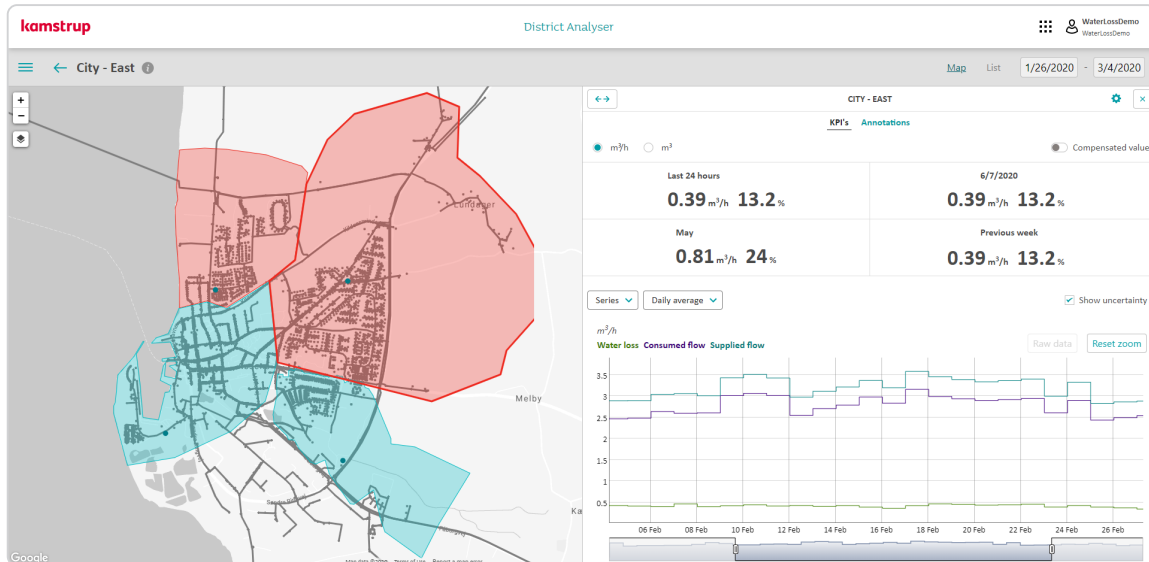 kamstrup
District Analyser
WaterLossDemo
WaterLossDemo
City - East
Map List 1/26/2020 - 3/4/2020
CITY - EAST
KPI's Annotations
m³/h m³ Compensated value
Last 24 hours
0.39 m³/h 13.2 %
6/7/2020
0.39 m³/h 13.2 %
May
0.81 m³/h 24 %
Previous week
0.39 m³/h 13.2 %
Series Daily average Show uncertainty
m³/h
Water loss Consumed flow Supplied flow
Raw data Reset zoom
3.5
3
2.5
2
1.5
1
0.5
06 Feb 08 Feb 10 Feb 12 Feb 14 Feb 16 Feb 18 Feb 20 Feb 22 Feb 24 Feb 26 Feb
+
−
Melby
Google